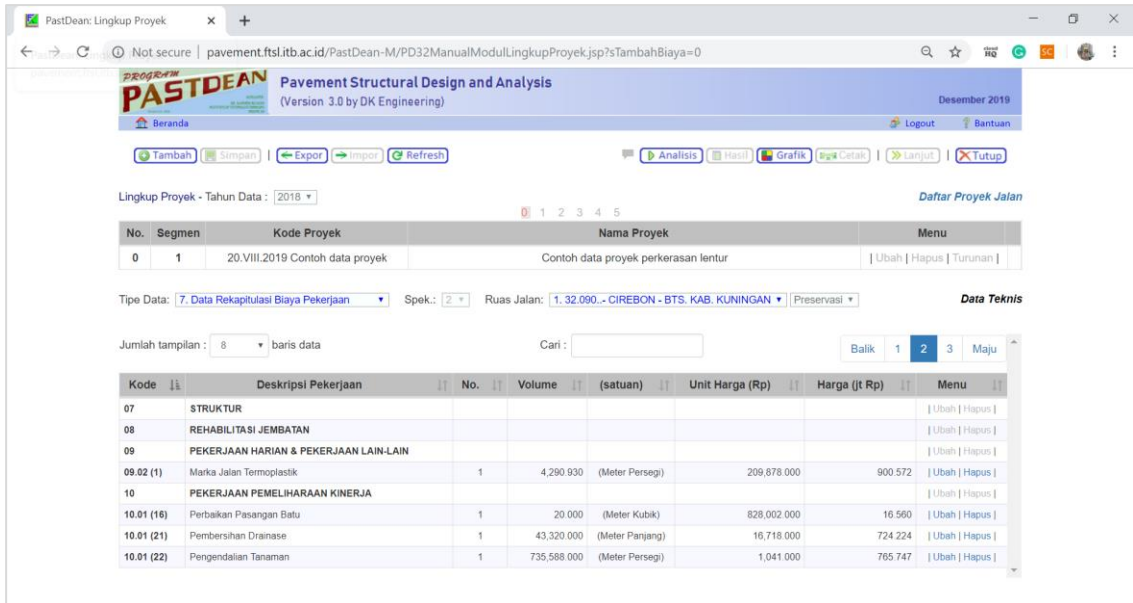 PastDean: Lingkup Proyek
Not secure | pavement.ftsl.itb.ac.id/PastDean-M/PD32ManualModulLingkupProyek.jsp?sTambahBiaya=0
PROGRAM
PASTDEAN
Pavement Structural Design and Analysis
(Version 3.0 by DK Engineering)
Desember 2019
Beranda Logout Bantuan
Tambah Simpan | Expor Impor Refresh Analisis Hasil Grafik Cetak | Lanjut | Tutup
Lingkup Proyek - Tahun Data : 2018 Daftar Proyek Jalan
0 1 2 3 4 5
No. Segmen Kode Proyek Nama Proyek Menu
0 1 20.VIII.2019 Contoh data proyek Contoh data proyek perkerasan lentur | Ubah | Hapus | Turunan |
Tipe Data: 7. Data Rekapitulasi Biaya Pekerjaan Spek.: 2 Ruas Jalan: 1. 32.090..- CIREBON - BTS. KAB. KUNINGAN Preservasi Data Teknis
Jumlah tampilan : 8 baris data Cari : Balik 1 2 3 Maju
Kode Deskripsi Pekerjaan No. Volume (satuan) Unit Harga (Rp) Harga (jt Rp) Menu
07 STRUKTUR | Ubah | Hapus |
08 REHABILITASI JEMBATAN | Ubah | Hapus |
09 PEKERJAAN HARIAN & PEKERJAAN LAIN-LAIN | Ubah | Hapus |
09.02 (1) Marka Jalan Termoplastik 1 4,290.930 (Meter Persegi) 209,878.000 900.572 | Ubah | Hapus |
10 PEKERJAAN PEMELIHARAAN KINERJA | Ubah | Hapus |
10.01 (16) Perbaikan Pasangan Batu 1 20.000 (Meter Kubik) 828,002.000 16.560 | Ubah | Hapus |
10.01 (21) Pembersihan Drainase 1 43,320.000 (Meter Panjang) 16,718.000 724.224 | Ubah | Hapus |
10.01 (22) Pengendalian Tanaman 1 735,588.000 (Meter Persegi) 1,041.000 765.747 | Ubah | Hapus |